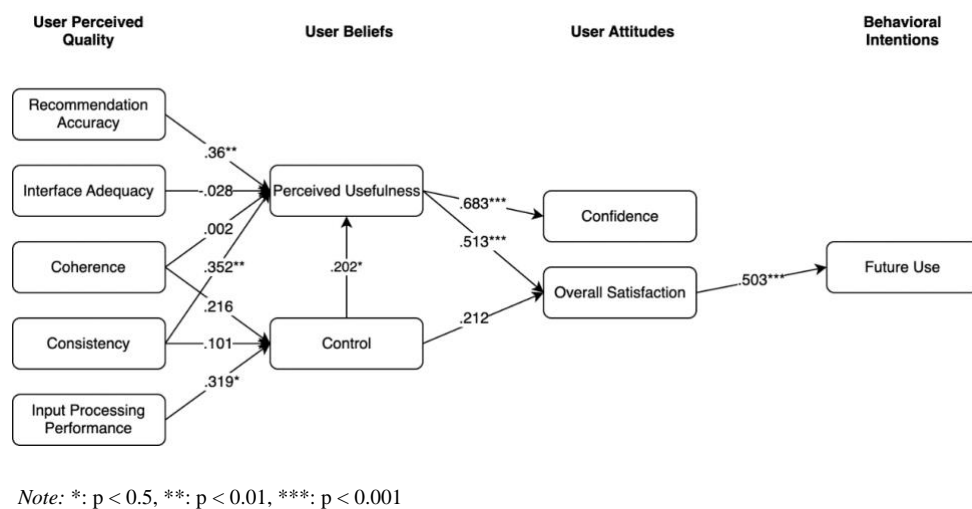 User Perceived
Quality
User Beliefs
User Attitudes
Behavioral
Intentions
Recommendation
Accuracy
.36**
Interface Adequacy
-.028
Perceived Usefulness
.683***
Confidence
.002
.513***
Coherence
.352**
.202*
Overall Satisfaction
.503***
Future Use
.216
.212
Consistency
.101
Control
.319*
Input Processing
Performance
Note: *: p < 0.5, **: p < 0.01, ***: p < 0.001